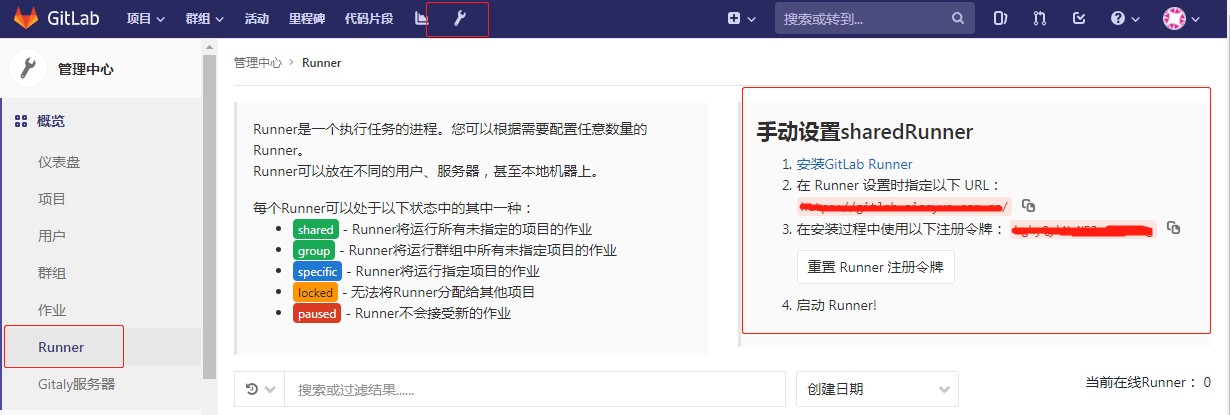 GitLab 项目 群组 活动 里程碑 代码片段 搜索或转到...
管理中心
概览
仪表盘
项目
用户
群组
作业
Runner
Gitaly服务器
管理中心 › Runner
Runner是一个执行任务的进程。您可以根据需要配置任意数量的
Runner。
Runner可以放在不同的用户、服务器，甚至本地机器上。
每个Runner可以处于以下状态中的其中一种：
shared - Runner将运行所有未指定的项目的作业
group - Runner将运行群组中所有未指定项目的作业
specific - Runner将运行指定项目的作业
locked - 无法将Runner分配给其他项目
paused - Runner不会接受新的作业
手动设置sharedRunner
1. 安装GitLab Runner
2. 在 Runner 设置时指定以下 URL：
3. 在安装过程中使用以下注册令牌：
重置 Runner 注册令牌
4. 启动 Runner!
搜索或过滤结果......
创建日期
当前在线Runner： 0